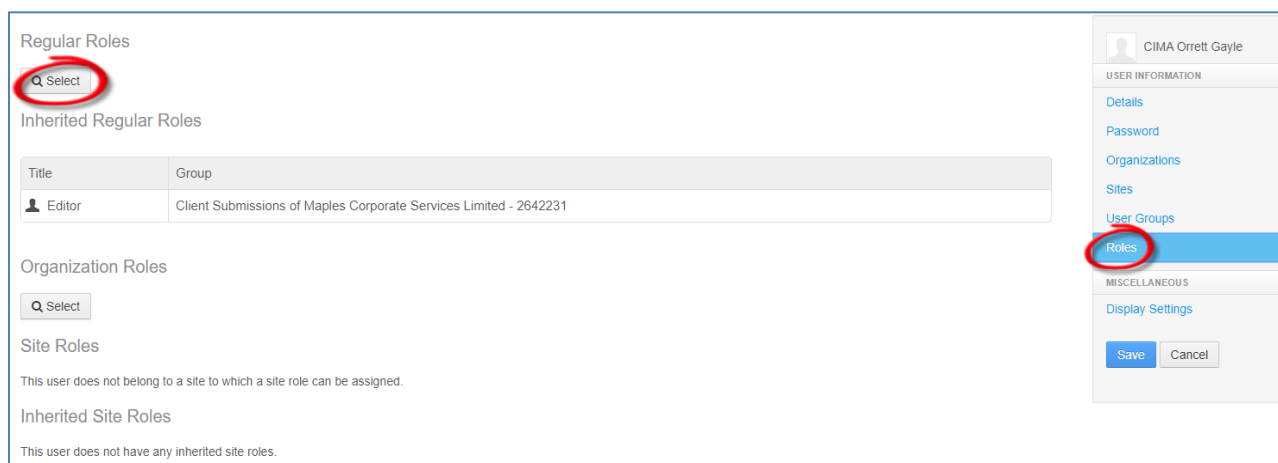 Regular Roles
Select
Inherited Regular Roles
Title Group
Editor Client Submissions of Maples Corporate Services Limited - 2642231
Organization Roles
Select
Site Roles
This user does not belong to a site to which a site role can be assigned.
Inherited Site Roles
This user does not have any inherited site roles.
CIMA Orrett Gayle
USER INFORMATION
Details
Password
Organizations
Sites
User Groups
Roles
MISCELLANEOUS
Display Settings
Save Cancel